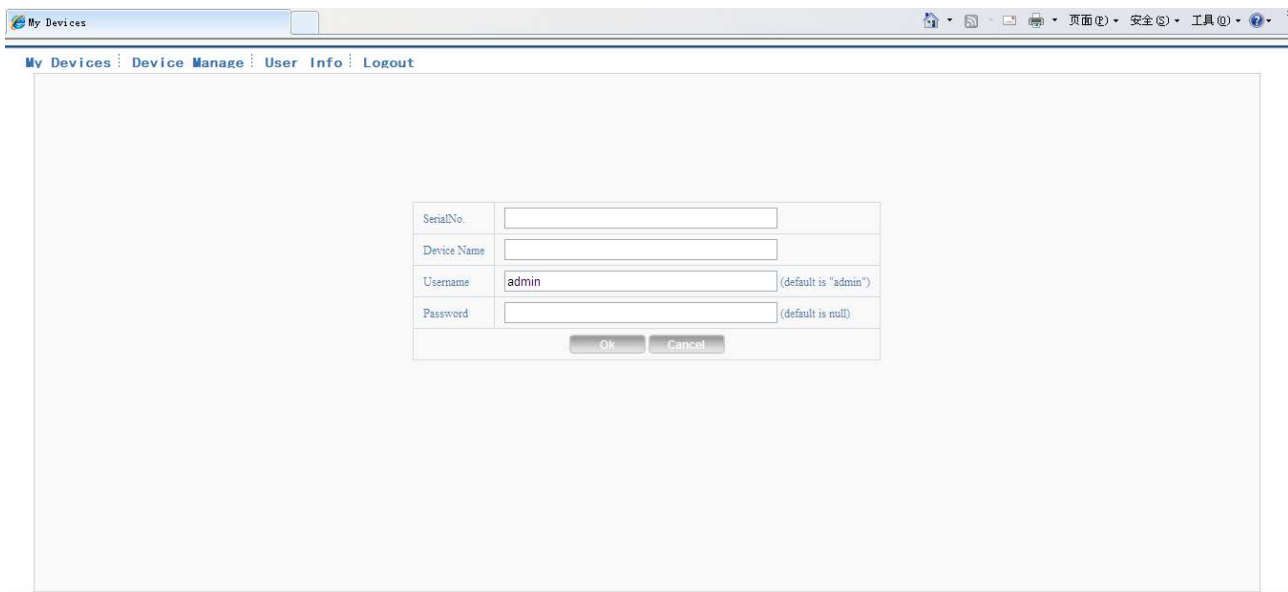 My Devices
页面(P) 安全(S) 工具(O)
My Devices Device Manage User Info Logout
SerialNo.
Device Name
Username admin (default is "admin")
Password (default is null)
Ok Cancel